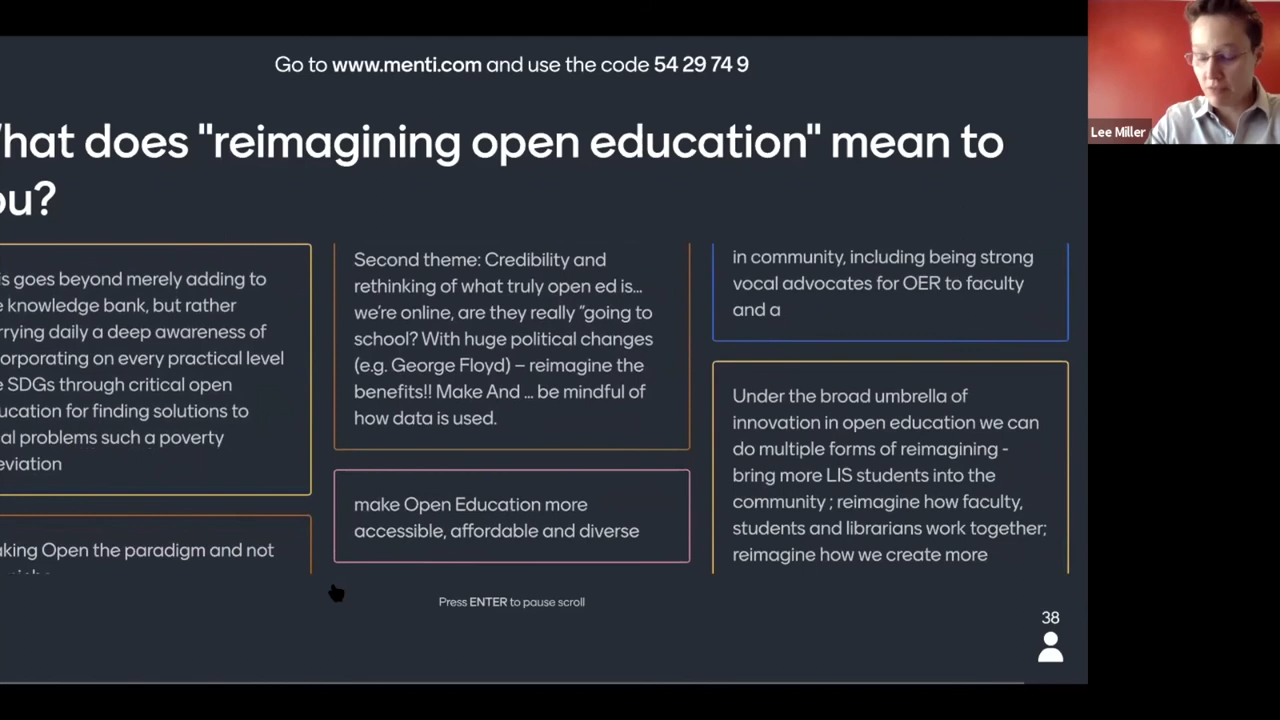 Go to www.menti.com and use the code 54 29 74 9
hat does "reimagining open education" mean to
ou?
is goes beyond merely adding to
e knowledge bank, but rather
rrying daily a deep awareness of
corporating on every practical level
e SDGs through critical open
ucation for finding solutions to
al problems such a poverty
eviation
aking Open the paradigm and not
Second theme: Credibility and
rethinking of what truly open ed is...
we're online, are they really "going to
school? With huge political changes
(e.g. George Floyd) – reimagine the
benefits!! Make And ... be mindful of
how data is used.
make Open Education more
accessible, affordable and diverse
in community, including being strong
vocal advocates for OER to faculty
and a
Under the broad umbrella of
innovation in open education we can
do multiple forms of reimagining -
bring more LIS students into the
community ; reimagine how faculty,
students and librarians work together;
reimagine how we create more
Press ENTER to pause scroll
38
Lee Miller